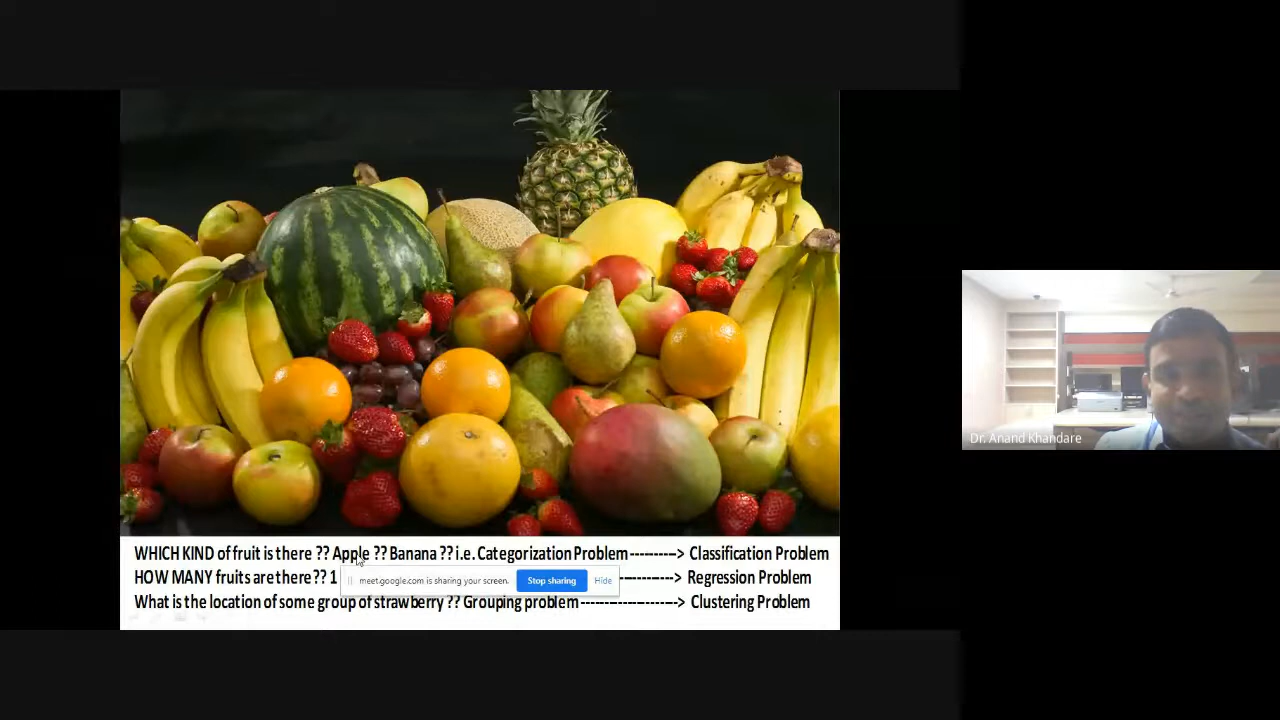 WHICH KIND of fruit is there ?? Apple ?? Banana ?? i.e. Categorization Problem---------> Classification Problem
HOW MANY fruits are there?? 1
--------> Regression Problem
meet.google.com is sharing your screen.
Stop sharing
Hide
What is the location of some group of strawberry ?? Grouping problem-----------------> Clustering Problem
Dr. Anand Khandare